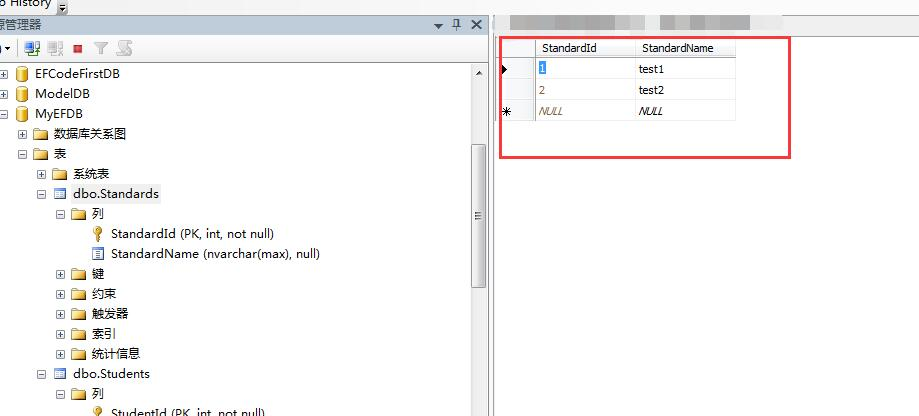 o History
源管理器
EFCodeFirstDB
ModelDB
MyEFDB
数据库关系图
表
系统表
dbo.Standards
列
StandardId (PK, int, not null)
StandardName (nvarchar(max), null)
键
约束
触发器
索引
统计信息
dbo.Students
列
StudentId (PK, int, not null)
StandardId StandardName
1 test1
2 test2
NULL NULL